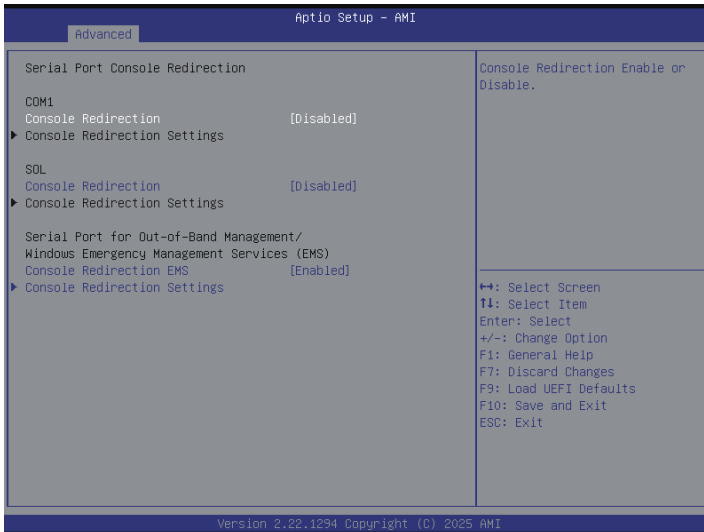 Aptio Setup – AMI
Advanced
Serial Port Console Redirection
Console Redirection Enable or
Disable.
COM1
Console Redirection [Disabled]
Console Redirection Settings
SOL
Console Redirection [Disabled]
Console Redirection Settings
Serial Port for Out-of-Band Management/
Windows Emergency Management Services (EMS)
Console Redirection EMS [Enabled]
Console Redirection Settings
↔: Select Screen
↑↓: Select Item
Enter: Select
+/-: Change Option
F1: General Help
F7: Discard Changes
F9: Load UEFI Defaults
F10: Save and Exit
ESC: Exit
Version 2.22.1294 Copyright (C) 2025 AMI